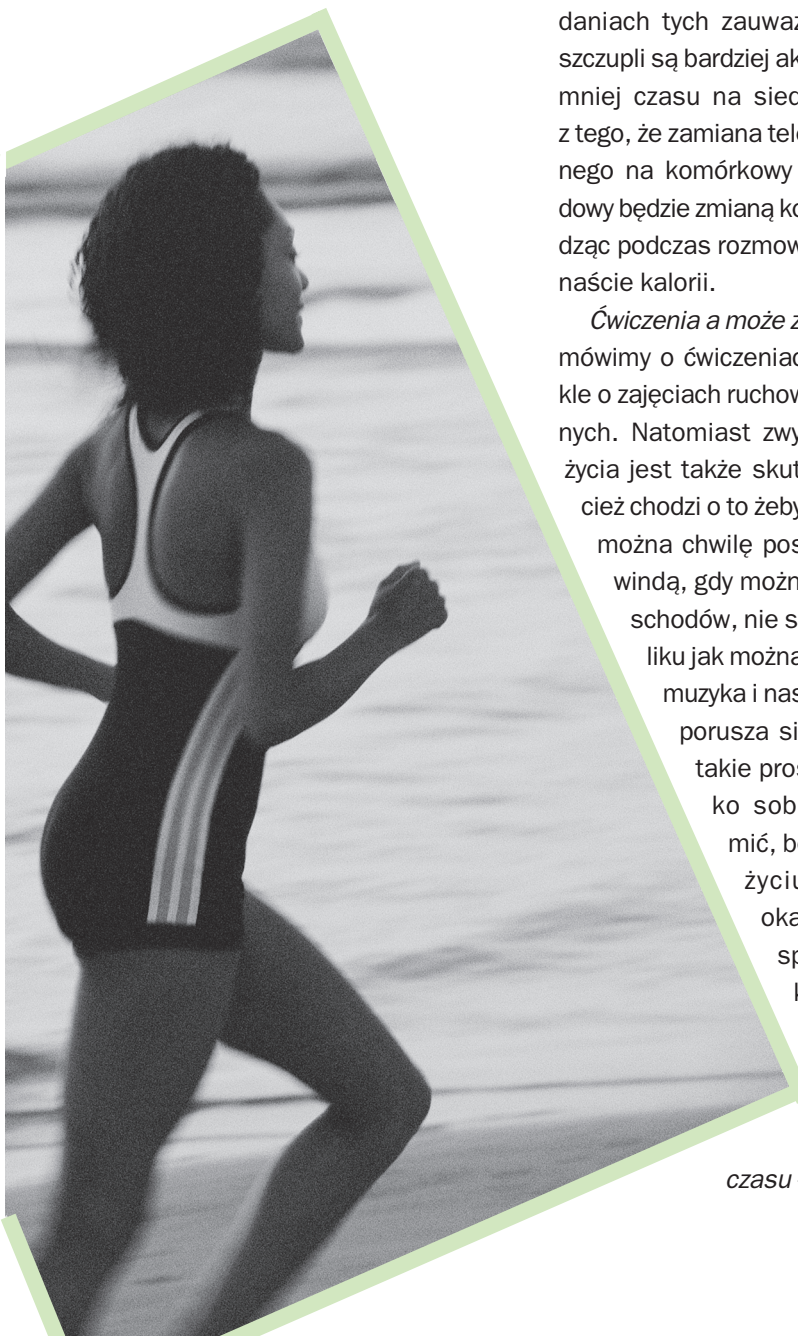 daniach tych zauważ
szczupli są bardziej ak
mniej czasu na sied
z tego, że zamiana tele
nego na komórkowy
dowy będzie zmianą ko
dząc podczas rozmow
naście kalorii.
Ćwiczenia a może z
mówimy o ćwiczeniac
kle o zajęciach ruchow
nych. Natomiast zwy
życia jest także skut
cież chodzi o to żeby
można chwilę pos
windą, gdy możn
schodów, nie s
liku jak można
muzyka i nas
porusza si
takie pros
ko sob
mić, b
życiu
oka
sp
k
czasu